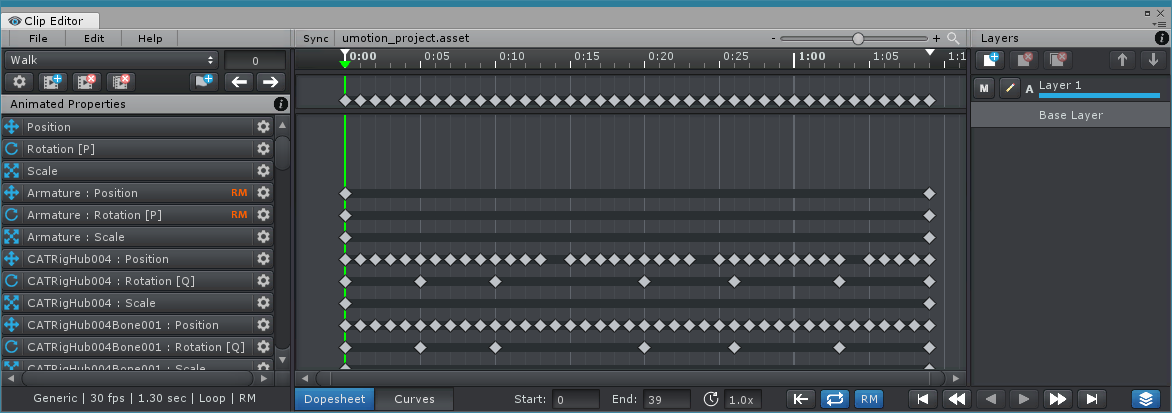 Clip Editor
File Edit Help
Sync umotion_project.asset - +
Layers
Walk 0
0:00 0:05 0:10 0:15 0:20 0:25 1:00 1:05 1:1
Animated Properties
M A Layer 1
Base Layer
Position
Rotation [P]
Scale
Armature : Position RM
Armature : Rotation [P] RM
Armature : Scale
CATRigHub004 : Position
CATRigHub004 : Rotation [Q]
CATRigHub004 : Scale
CATRigHub004Bone001 : Position
CATRigHub004Bone001 : Rotation [Q]
CATRigHub004Bone001 : Scale
Generic | 30 fps | 1.30 sec | Loop | RM
Dopesheet Curves Start: 0 End: 39 1.0x RM